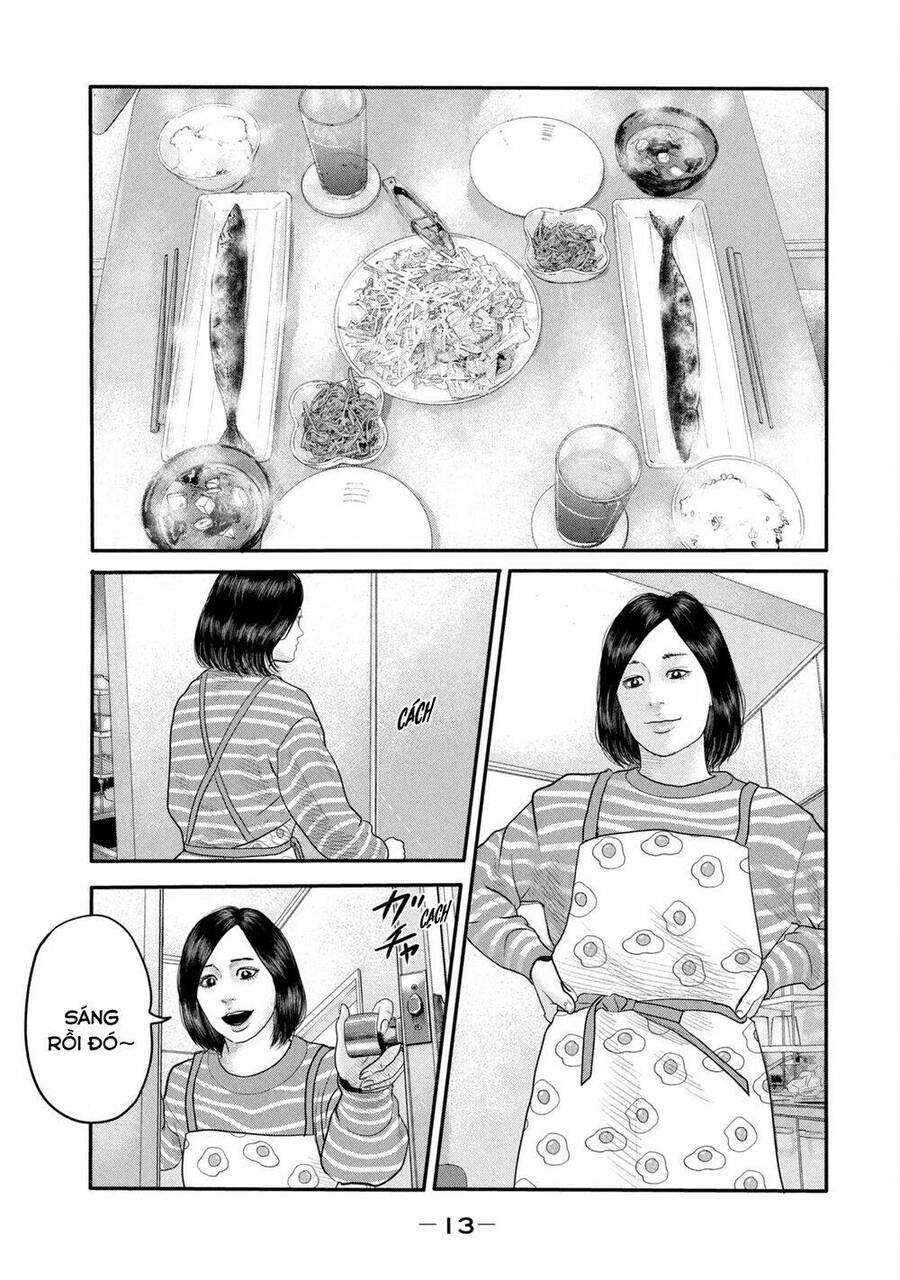 CÁCH
ガチャ
CẠCH
SÁNG
RỒI ĐÓ~
—13—